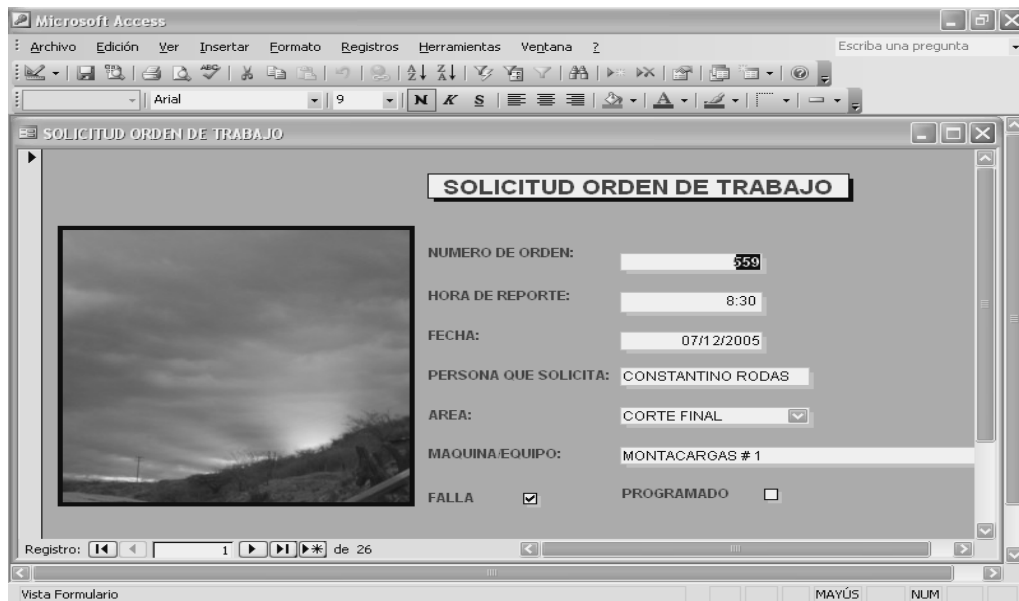 Microsoft Access
Archivo Edición Ver Insertar Formato Registros Herramientas Ventana ? Escriba una pregunta
Arial 9 N K S A
SOLICITUD ORDEN DE TRABAJO
SOLICITUD ORDEN DE TRABAJO
NUMERO DE ORDEN: 559
HORA DE REPORTE: 8:30
FECHA: 07/12/2005
PERSONA QUE SOLICITA: CONSTANTINO RODAS
AREA: CORTE FINAL
MAQUINA/EQUIPO: MONTACARGAS # 1
FALLA PROGRAMADO
Registro: 1 de 26
Vista Formulario MAYÚS NUM